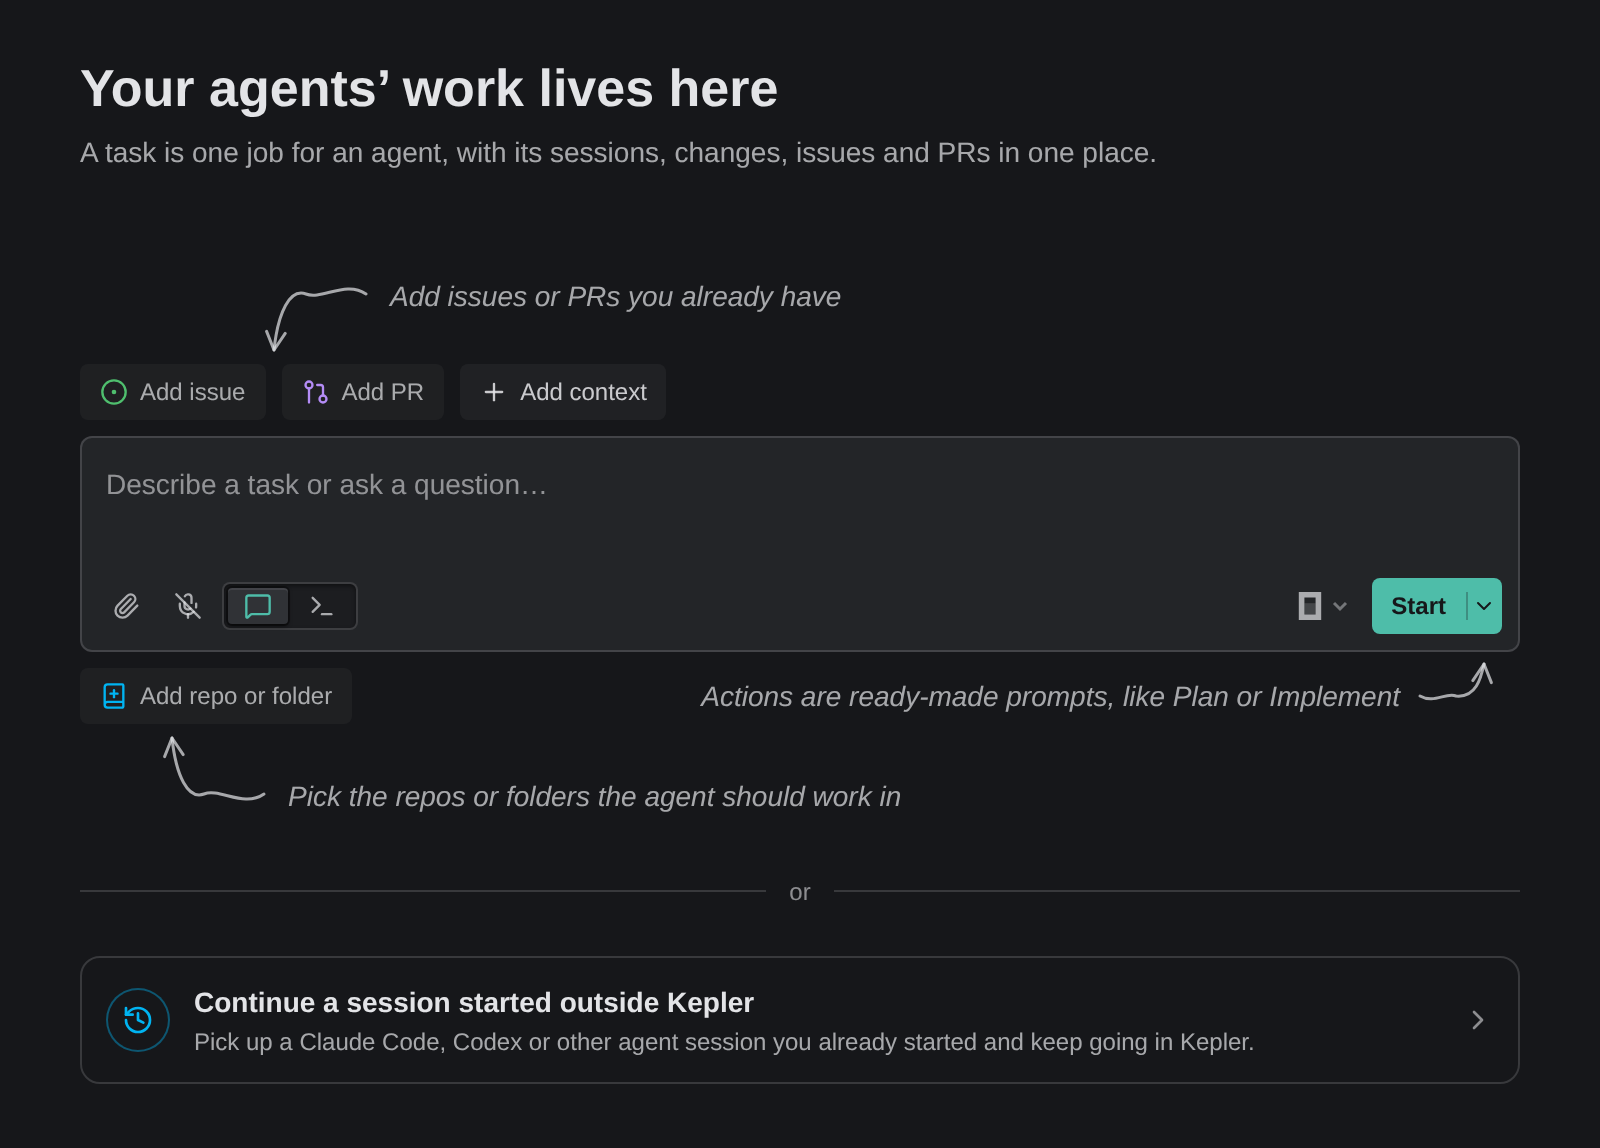 Your agents’ work lives here
A task is one job for an agent, with its sessions, changes, issues and PRs in one place.
Add issues or PRs you already have
Add issue
Add PR
Add context
Describe a task or ask a question…
Start
Add repo or folder
Actions are ready-made prompts, like Plan or Implement
Pick the repos or folders the agent should work in
or
Continue a session started outside Kepler
Pick up a Claude Code, Codex or other agent session you already started and keep going in Kepler.